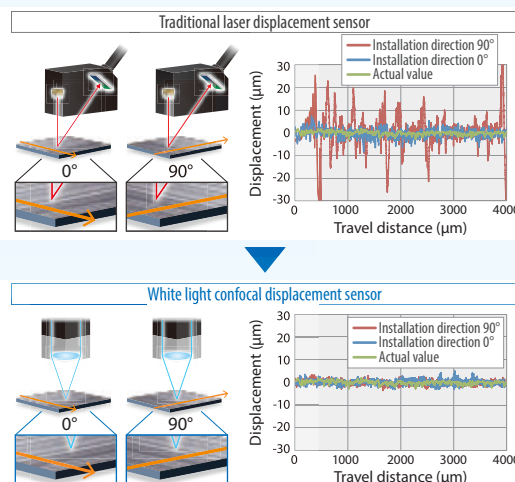 Traditional laser displacement sensor
0°
90°
Displacement (μm)
30
20
10
0
-10
-20
-30
Installation direction 90°
Installation direction 0°
Actual value
0
1000
2000
3000
4000
Travel distance (μm)
White light confocal displacement sensor
0°
90°
Displacement (μm)
30
20
10
0
-10
-20
-30
Installation direction 90°
Installation direction 0°
Actual value
0
1000
2000
3000
4000
Travel distance (μm)